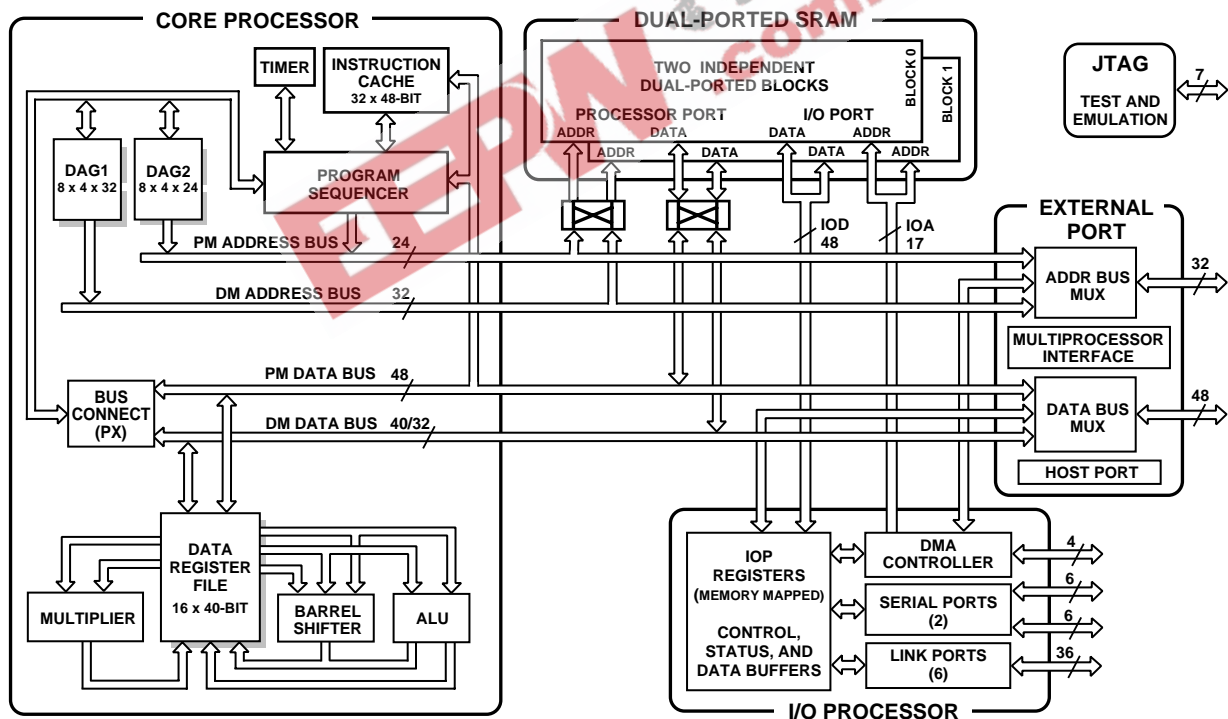 CORE PROCESSOR
TIMER
INSTRUCTION
CACHE
32 x 48-BIT
DAG1
8 x 4 x 32
DAG2
8 x 4 x 24
PROGRAM
SEQUENCER
PM ADDRESS BUS 24
DM ADDRESS BUS 32
PM DATA BUS 48
DM DATA BUS 40/32
BUS
CONNECT
(PX)
DATA
REGISTER
FILE
16 x 40-BIT
MULTIPLIER
BARREL
SHIFTER
ALU
DUAL-PORTED SRAM
TWO INDEPENDENT
DUAL-PORTED BLOCKS
PROCESSOR PORT
I/O PORT
ADDR
DATA
DATA
ADDR
ADDR
DATA
DATA
ADDR
BLOCK 0
BLOCK 1
IOD
48
IOA
17
JTAG
TEST AND
EMULATION
7
EXTERNAL
PORT
ADDR BUS
MUX
32
MULTIPROCESSOR
INTERFACE
DATA BUS
MUX
48
HOST PORT
IOP
REGISTERS
(MEMORY MAPPED)
CONTROL,
STATUS, AND
DATA BUFFERS
DMA
CONTROLLER
4
SERIAL PORTS
(2)
6
6
LINK PORTS
(6)
36
I/O PROCESSOR
EEPW
.com